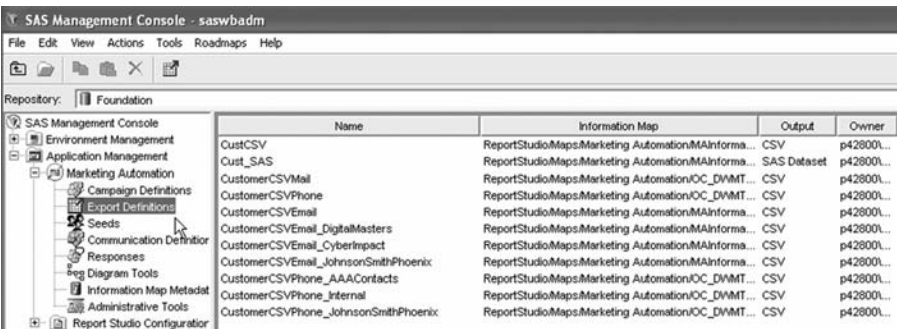 SAS Management Console - saswbadm
File Edit View Actions Tools Roadmaps Help
Repository: Foundation
SAS Management Console
Environment Management
Application Management
Marketing Automation
Campaign Definitions
Export Definitions
Seeds
Communication Definitior
Responses
Diagram Tools
Information Map Metadat
Administrative Tools
Report Studio Configuratior
Name Information Map Output Owner
CustCSV ReportStudio/Maps/Marketing Automation/MAInforma... CSV p42800\...
Cust_SAS ReportStudio/Maps/Marketing Automation/MAInforma... SAS Dataset p42800\...
CustomerCSVMail ReportStudio/Maps/Marketing Automation/OC_DWMT... CSV p42800\...
CustomerCSVPhone ReportStudio/Maps/Marketing Automation/OC_DWMT... CSV p42800\...
CustomerCSVEmail ReportStudio/Maps/Marketing Automation/MAInforma... CSV p42800\...
CustomerCSVEmail_DigitalMasters ReportStudio/Maps/Marketing Automation/MAInforma... CSV p42800\...
CustomerCSVEmail_CyberImpact ReportStudio/Maps/Marketing Automation/MAInforma... CSV p42800\...
CustomerCSVEmail_JohnsonSmithPhoenix ReportStudio/Maps/Marketing Automation/MAInforma... CSV p42800\...
CustomerCSVPhone_AAAContacts ReportStudio/Maps/Marketing Automation/OC_DWMT... CSV p42800\...
CustomerCSVPhone_Internal ReportStudio/Maps/Marketing Automation/OC_DWMT... CSV p42800\...
CustomerCSVPhone_JohnsonSmithPhoenix ReportStudio/Maps/Marketing Automation/OC_DWMT... CSV p42800\...